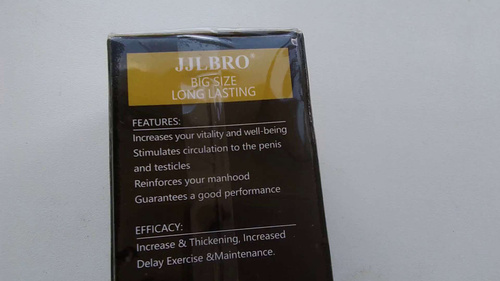 JJLBRO®
BIG SIZE
LONG LASTING
FEATURES:
Increases your vitality and well-being
Stimulates circulation to the penis
and testicles
Reinforces your manhood
Guarantees a good performance
EFFICACY:
Increase & Thickening, Increased
Delay Exercise &Maintenance.